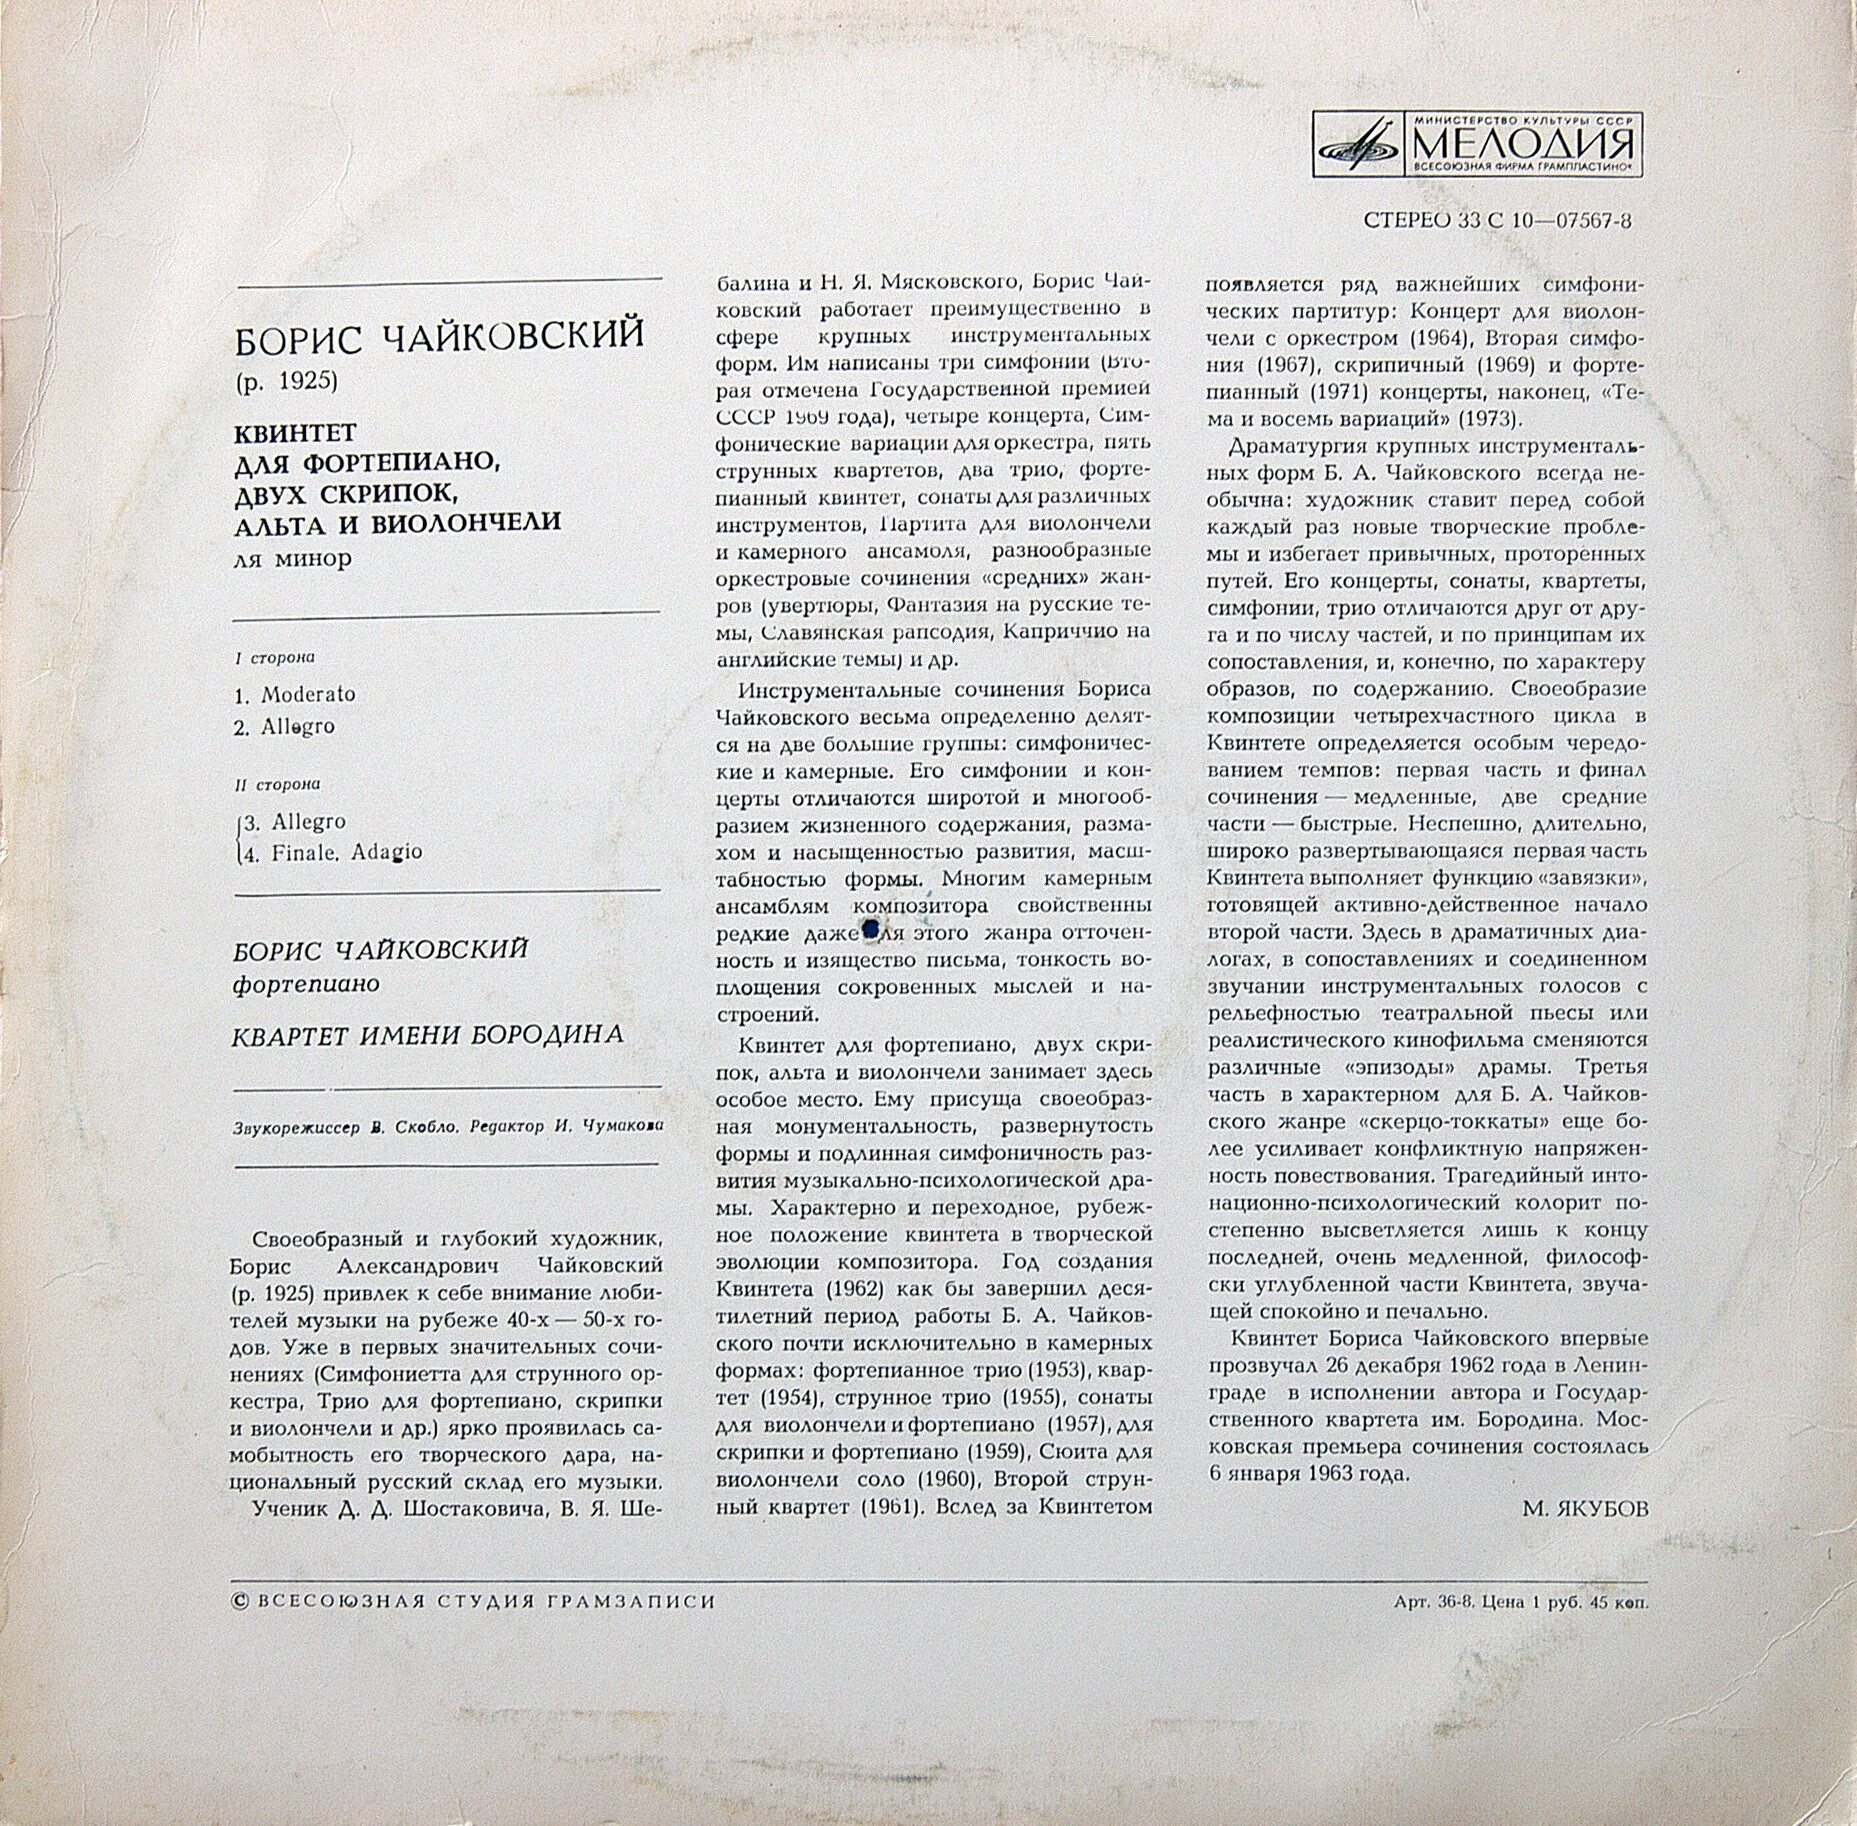 МИНИСТЕРСТВО КУЛЬТУРЫ СССР
МЕЛОДИЯ
ВСЕСОЮЗНАЯ ФИРМА ГРАМПЛАСТИНОК
СТЕРЕО 33 С 10—07567-8
БОРИС ЧАЙКОВСКИЙ
(р. 1925)
КВИНТЕТ
ДЛЯ ФОРТЕПИАНО,
ДВУХ СКРИПОК,
АЛЬТА И ВИОЛОНЧЕЛИ
ля минор
I сторона
1. Moderato
2. Allegro
II сторона
3. Allegro
4. Finale. Adagio
БОРИС ЧАЙКОВСКИЙ
фортепиано
КВАРТЕТ ИМЕНИ БОРОДИНА
Звукорежиссер В. Скобло. Редактор И. Чумакова
Своеобразный и глубокий художник,
Борис Александрович Чайковский
(р. 1925) привлек к себе внимание люби-
телей музыки на рубеже 40-х — 50-х го-
дов. Уже в первых значительных сочи-
нениях (Симфониетта для струнного ор-
кестра, Трио для фортепиано, скрипки
и виолончели и др.) ярко проявилась са-
мобытность его творческого дара, на-
циональный русский склад его музыки.
Ученик Д. Д. Шостаковича, В. Я. Ше-
балина и Н. Я. Мясковского, Борис Чай-
ковский работает преимущественно в
сфере крупных инструментальных
форм. Им написаны три симфонии (Вто-
рая отмечена Государственной премией
СССР 1969 года), четыре концерта, Сим-
фонические вариации для оркестра, пять
струнных квартетов, два трио, форте-
пианный квинтет, сонаты для различных
инструментов, Партита для виолончели
и камерного ансамбля, разнообразные
оркестровые сочинения «средних» жан-
ров (увертюры, Фантазия на русские те-
мы, Славянская рапсодия, Каприччио на
английские темы) и др.
Инструментальные сочинения Бориса
Чайковского весьма определенно делят-
ся на две большие группы: симфоничес-
кие и камерные. Его симфонии и кон-
церты отличаются широтой и многооб-
разием жизненного содержания, разма-
хом и насыщенностью развития, масш-
табностью формы. Многим камерным
ансамблям композитора свойственны
редкие даже для этого жанра отточен-
ность и изящество письма, тонкость во-
площения сокровенных мыслей и на-
строений.
Квинтет для фортепиано, двух скри-
пок, альта и виолончели занимает здесь
особое место. Ему присуща своеобраз-
ная монументальность, развернутость
формы и подлинная симфоничность раз-
вития музыкально-психологической дра-
мы. Характерно и переходное, рубеж-
ное положение квинтета в творческой
эволюции композитора. Год создания
Квинтета (1962) как бы завершил деся-
тилетний период работы Б. А. Чайков-
ского почти исключительно в камерных
формах: фортепианное трио (1953), квар-
тет (1954), струнное трио (1955), сонаты
для виолончели и фортепиано (1957), для
скрипки и фортепиано (1959), Сюита для
виолончели соло (1960), Второй струн-
ный квартет (1961). Вслед за Квинтетом
появляется ряд важнейших симфони-
ческих партитур: Концерт для виолон-
чели с оркестром (1964), Вторая симфо-
ния (1967), скрипичный (1969) и форте-
пианный (1971) концерты, наконец, «Те-
ма и восемь вариаций» (1973).
Драматургия крупных инструменталь-
ных форм Б. А. Чайковского всегда не-
обычна: художник ставит перед собой
каждый раз новые творческие пробле-
мы и избегает привычных, проторенных
путей. Его концерты, сонаты, квартеты,
симфонии, трио отличаются друг от дру-
га и по числу частей, и по принципам их
сопоставления, и, конечно, по характеру
образов, по содержанию. Своеобразие
композиции четырехчастного цикла в
Квинтете определяется особым чередо-
ванием темпов: первая часть и финал
сочинения — медленные, две средние
части — быстрые. Неспешно, длительно,
широко развертывающаяся первая часть
Квинтета выполняет функцию «завязки»,
готовящей активно-действенное начало
второй части. Здесь в драматичных диа-
логах, в сопоставлениях и соединенном
звучании инструментальных голосов с
рельефностью театральной пьесы или
реалистического кинофильма сменяются
различные «эпизоды» драмы. Третья
часть в характерном для Б. А. Чайков-
ского жанре «скерцо-токкаты» еще бо-
лее усиливает конфликтную напряжен-
ность повествования. Трагедийный инто-
национно-психологический колорит по-
степенно высветляется лишь к концу
последней, очень медленной, философ-
ски углубленной части Квинтета, звуча-
щей спокойно и печально.
Квинтет Бориса Чайковского впервые
прозвучал 26 декабря 1962 года в Ленин-
граде в исполнении автора и Государ-
ственного квартета им. Бородина. Мос-
ковская премьера сочинения состоялась
6 января 1963 года.
М. ЯКУБОВ
© ВСЕСОЮЗНАЯ СТУДИЯ ГРАМЗАПИСИ
Арт. 36-8. Цена 1 руб. 45 коп.